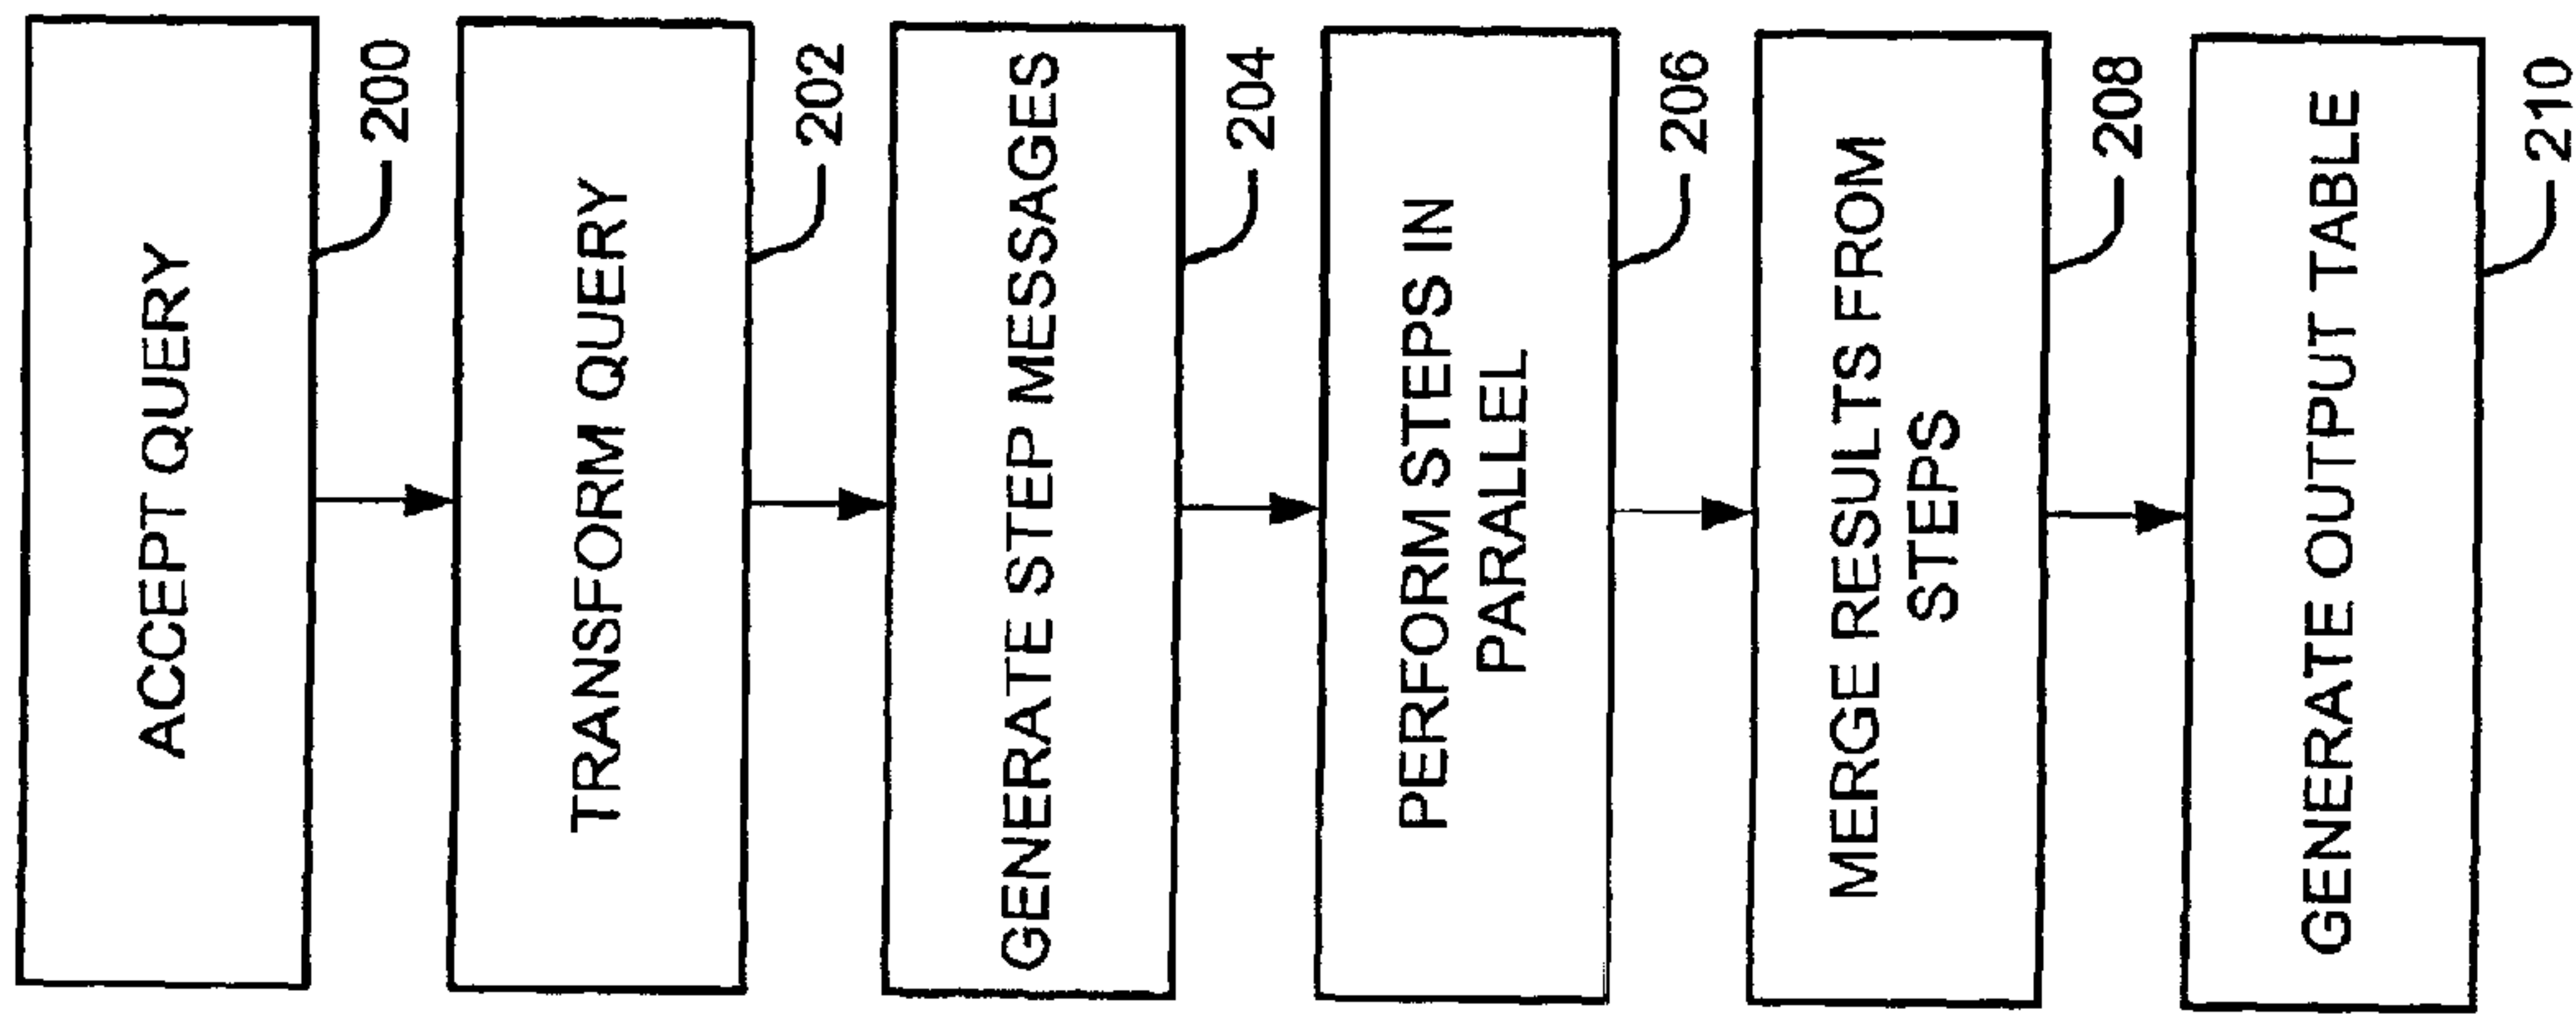 ACCEPT QUERY
200
TRANSFORM QUERY
202
GENERATE STEP MESSAGES
204
PERFORM STEPS IN
PARALLEL
206
MERGE RESULTS FROM
STEPS
208
GENERATE OUTPUT TABLE
210